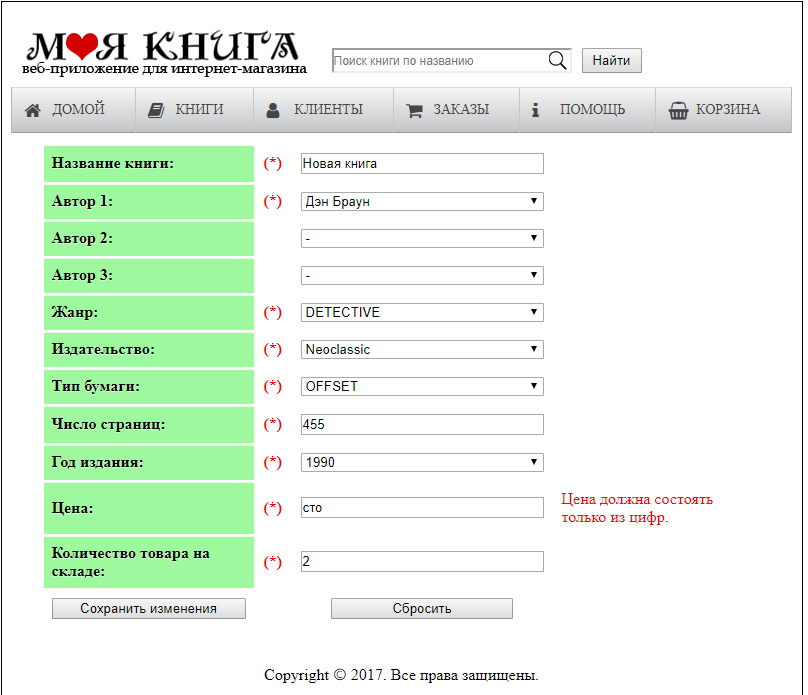 МОЯ КНИГА
веб-приложение для интернет-магазина
Поиск книги по названию
Найти
ДОМОЙ КНИГИ КЛИЕНТЫ ЗАКАЗЫ ПОМОЩЬ КОРЗИНА
Название книги: (*) Новая книга
Автор 1: (*) Дэн Браун
Автор 2: -
Автор 3: -
Жанр: (*) DETECTIVE
Издательство: (*) Neoclassic
Тип бумаги: (*) OFFSET
Число страниц: (*) 455
Год издания: (*) 1990
Цена: (*) сто
Цена должна состоять
только из цифр.
Количество товара на
складе: (*) 2
Сохранить изменения Сбросить
Copyright © 2017. Все права защищены.